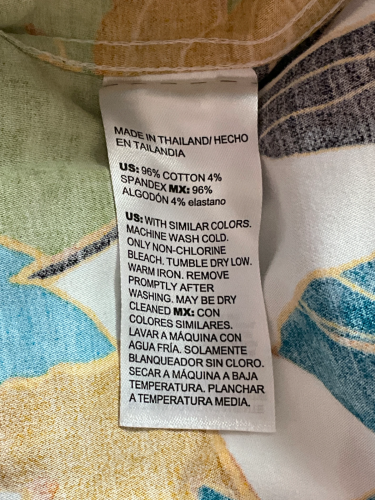 MADE IN THAILAND/ HECHO
EN TAILANDIA
US: 96% COTTON 4%
SPANDEX MX: 96%
ALGODÓN 4% elastano
US: WITH SIMILAR COLORS.
MACHINE WASH COLD.
ONLY NON-CHLORINE
BLEACH. TUMBLE DRY LOW.
WARM IRON. REMOVE
PROMPTLY AFTER
WASHING. MAY BE DRY
CLEANED MX: CON
COLORES SIMILARES.
LAVAR A MÁQUINA CON
AGUA FRÍA. SOLAMENTE
BLANQUEADOR SIN CLORO.
SECAR A MÁQUINA A BAJA
TEMPERATURA. PLANCHAR
A TEMPERATURA MEDIA.